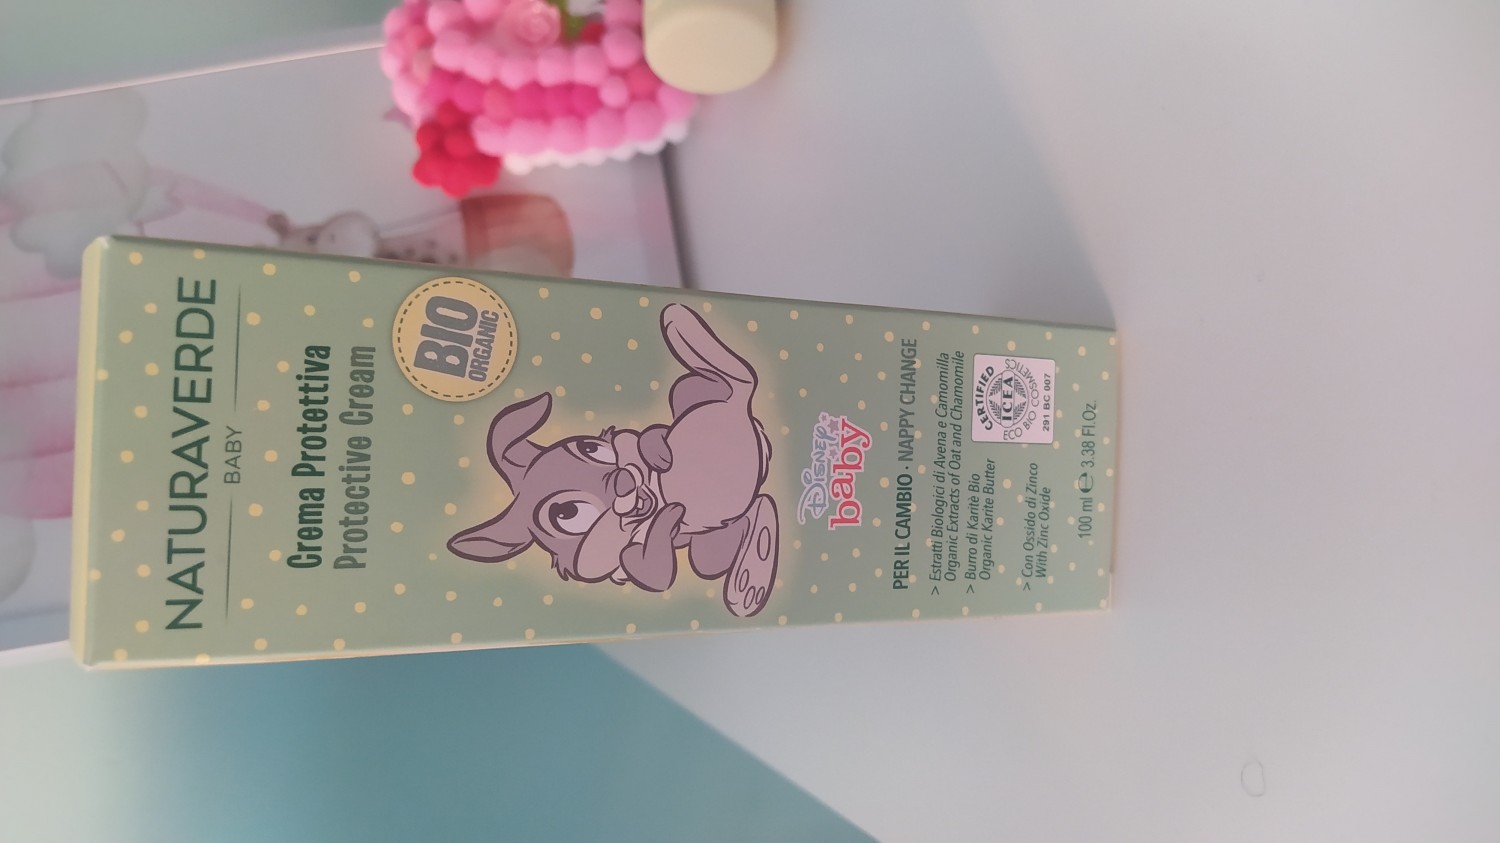 NATURAVERDE
BABY
Crema Protettiva
Protective Cream
BIO
ORGANIC
Disney
baby
PER IL CAMBIO · NAPPY CHANGE
> Estratti Biologici di Avena e Camomilla
Organic Extracts of Oat and Chamomile
> Burro di Karitè Bio
Organic Karite Butter
> Con Ossido di Zinco
With Zinc Oxide
CERTIFIED
ICEA
ECO BIO COSMETICS
291 BC 007
100 ml ℮ 3.38 Fl.Oz.